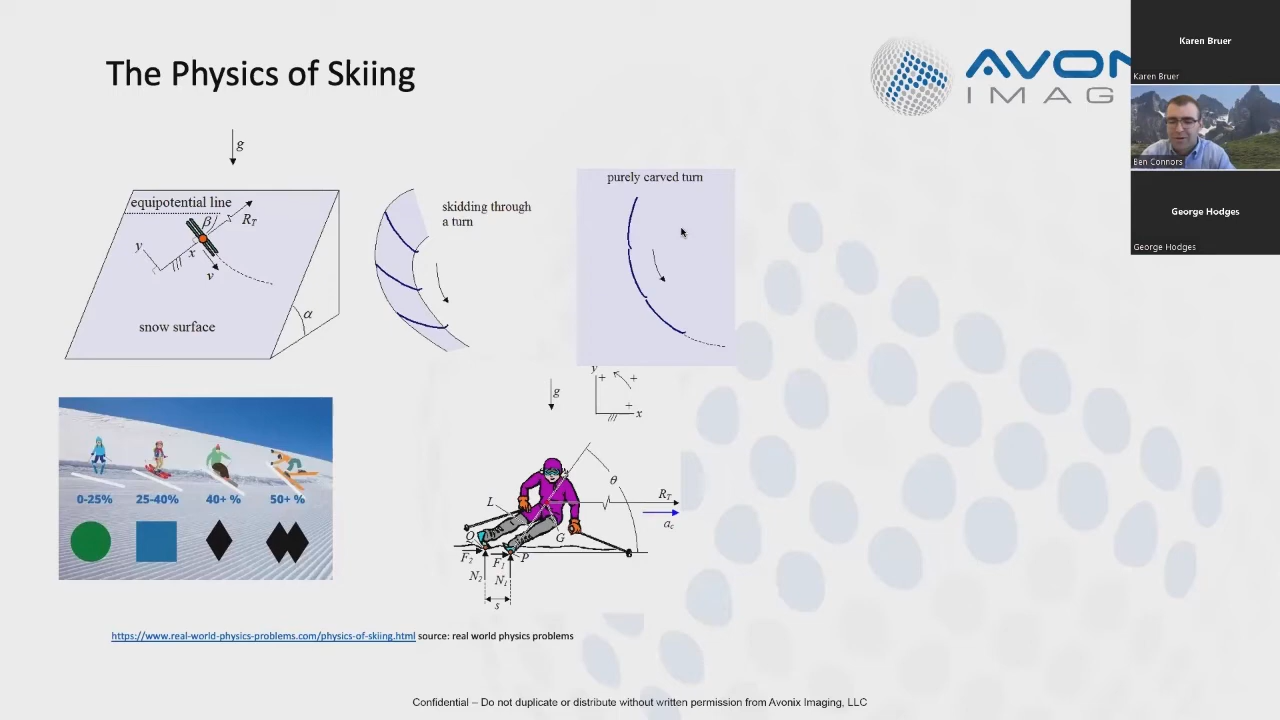 The Physics of Skiing
AVON
IMAG
Karen Bruer
Karen Bruer
Ben Connors
George Hodges
George Hodges
g
equipotential line
β
R_T
y
x
v
snow surface
α
skidding through
a turn
purely carved turn
g
y
+
+
+
x
0-25%
25-40%
40+ %
50+ %
θ
L
R_T
a_c
O
G
F_2
F_1
P
N_2
N_1
s
https://www.real-world-physics-problems.com/physics-of-skiing.html source: real world physics problems
Confidential – Do not duplicate or distribute without written permission from Avonix Imaging, LLC